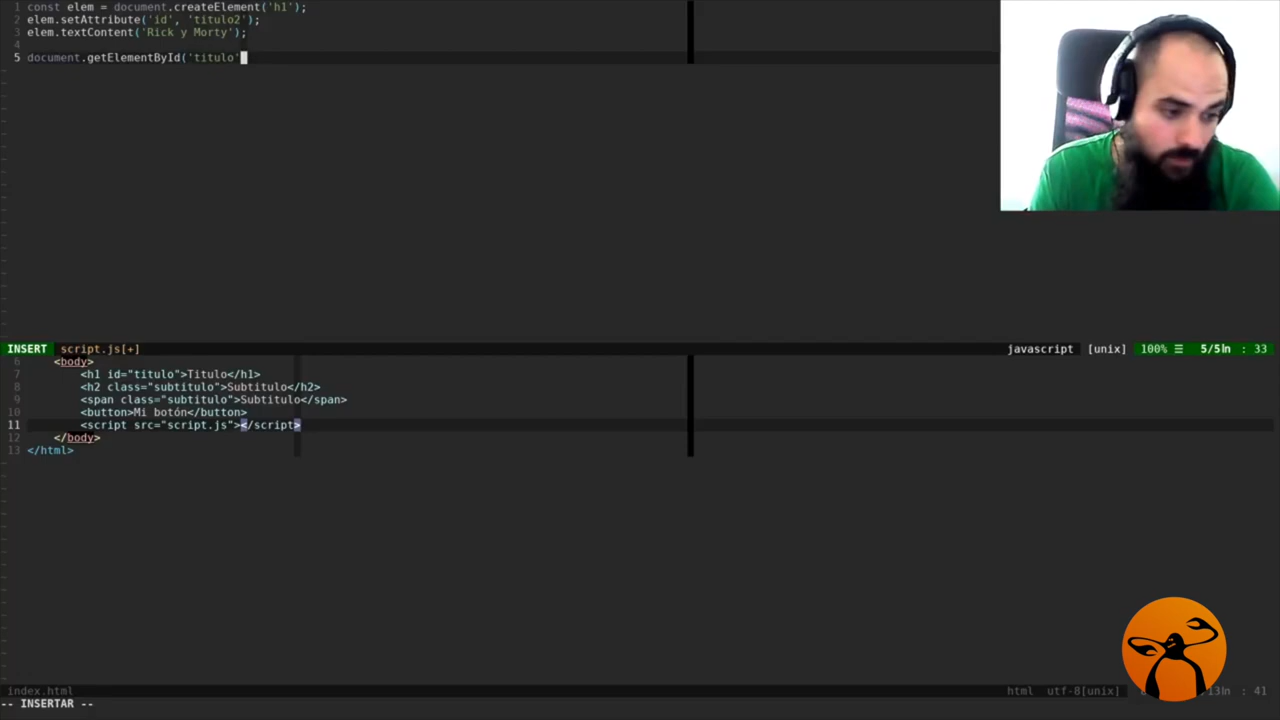 1 const elem = document.createElement('h1');
2 elem.setAttribute('id', 'titulo2');
3 elem.textContent('Rick y Morty');
4
5 document.getElementById('titulo'
INSERT script.js[+] javascript [unix] 100% ☰ 5/5㏑ : 33
6 <body>
7 <h1 id="titulo">Titulo</h1>
8 <h2 class="subtitulo">Subtitulo</h2>
9 <span class="subtitulo">Subtitulo</span>
10 <button>Mi botón</button>
11 <script src="script.js"></script>
12 </body>
13 </html>
index.html html utf-8[unix] /13㏑ : 41
-- INSERTAR --